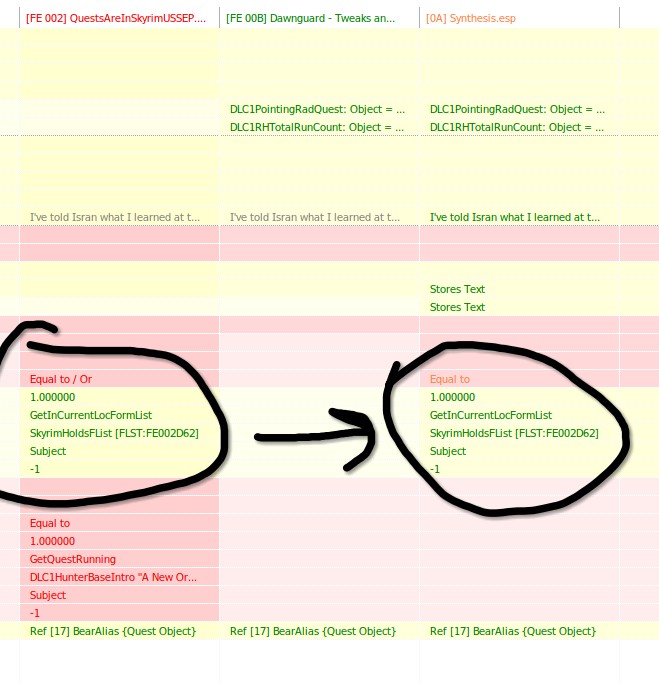 [FE 002] QuestsAreInSkyrimUSSEP.... [FE 00B] Dawnguard - Tweaks an... [0A] Synthesis.esp
DLC1PointingRadQuest: Object = ... DLC1PointingRadQuest: Object = ...
DLC1RHTotalRunCount: Object = ... DLC1RHTotalRunCount: Object = ...
I've told Isran what I learned at t... I've told Isran what I learned at t... I've told Isran what I learned at t...
Stores Text
Stores Text
Equal to / Or Equal to
1.000000 1.000000
GetInCurrentLocFormList GetInCurrentLocFormList
SkyrimHoldsFList [FLST:FE002D62] SkyrimHoldsFList [FLST:FE002D62]
Subject Subject
-1 -1
Equal to
1.000000
GetQuestRunning
DLC1HunterBaseIntro "A New Or...
Subject
-1
Ref [17] BearAlias {Quest Object} Ref [17] BearAlias {Quest Object} Ref [17] BearAlias {Quest Object}